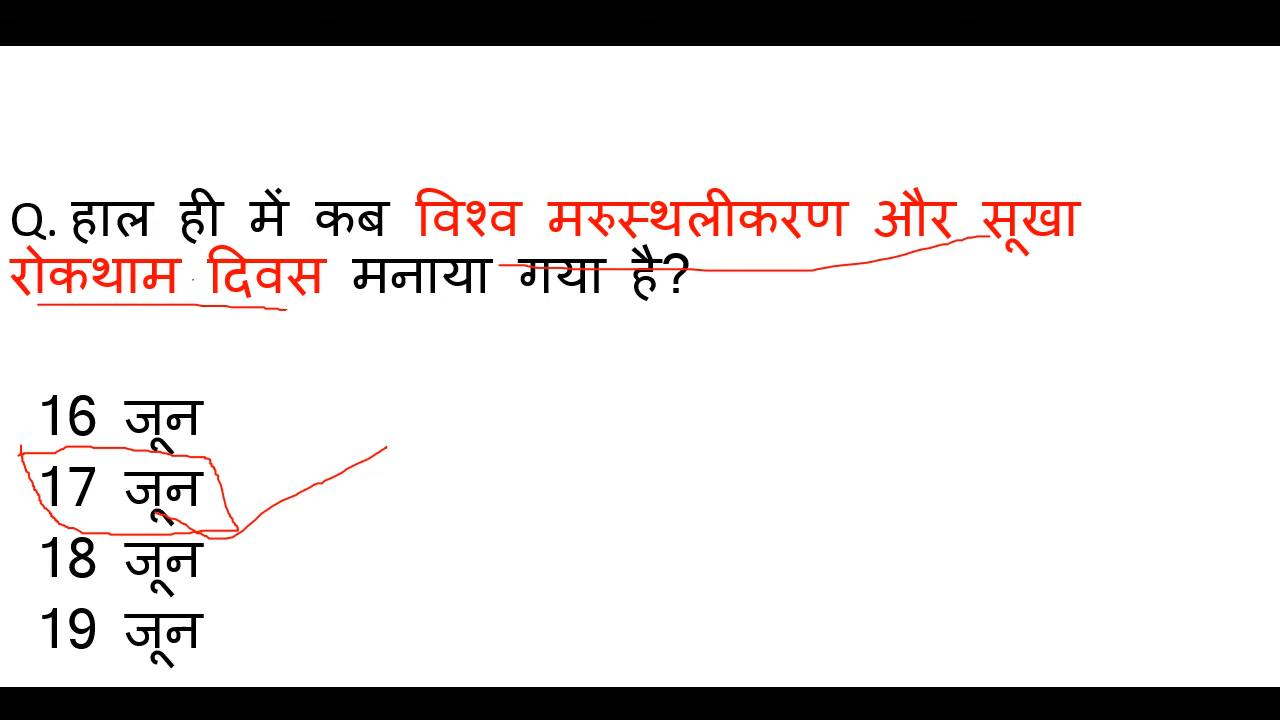 Q. हाल ही में कब विश्व मरुस्थलीकरण और सूखा
रोकथाम दिवस मनाया गया है?
16 जून
17 जून
18 जून
19 जून